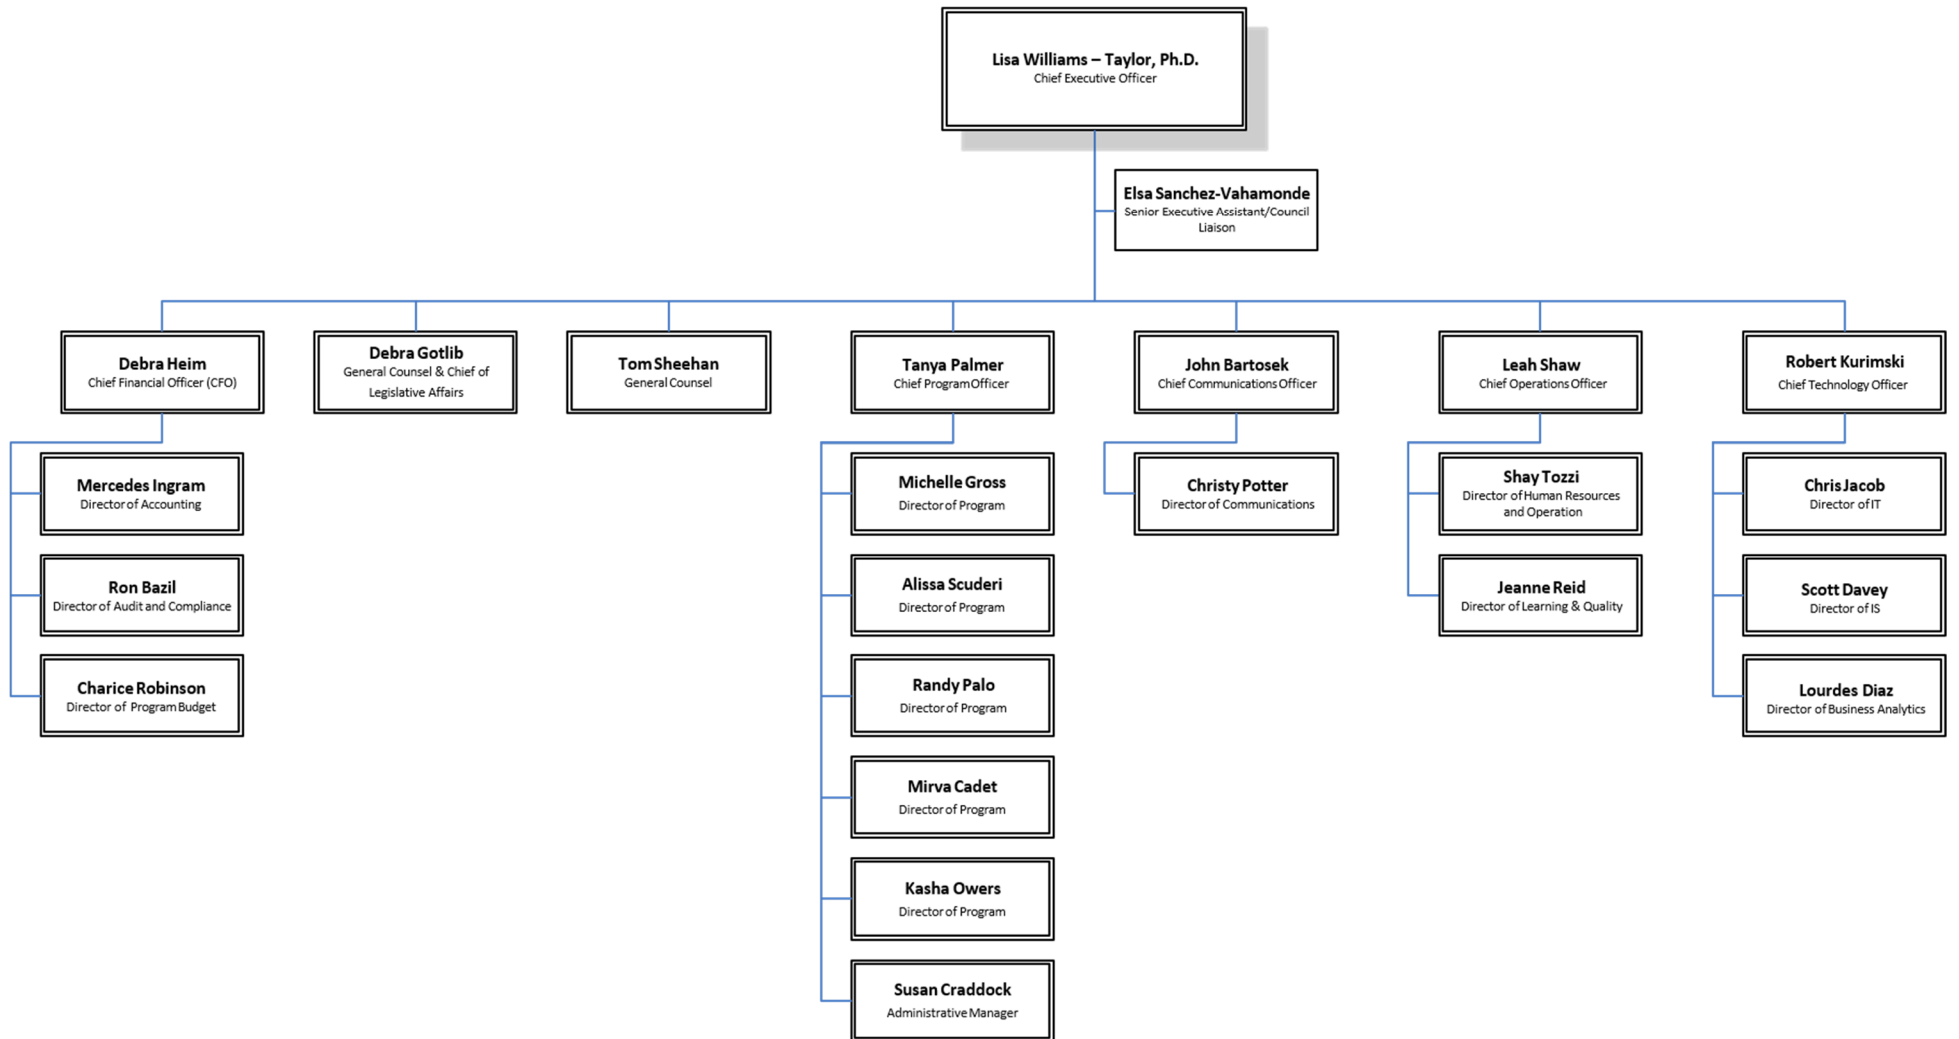 Lisa Williams – Taylor, Ph.D.
Chief Executive Officer
Elsa Sanchez-Vahamonde
Senior Executive Assistant/Council
Liaison
Debra Heim
Chief Financial Officer (CFO)
Debra Gotlib
General Counsel & Chief of
Legislative Affairs
Tom Sheehan
General Counsel
Tanya Palmer
Chief Program Officer
John Bartosek
Chief Communications Officer
Leah Shaw
Chief Operations Officer
Robert Kurimski
Chief Technology Officer
Mercedes Ingram
Director of Accounting
Ron Bazil
Director of Audit and Compliance
Charice Robinson
Director of Program Budget
Michelle Gross
Director of Program
Alissa Scuderi
Director of Program
Randy Palo
Director of Program
Mirva Cadet
Director of Program
Kasha Owers
Director of Program
Susan Craddock
Administrative Manager
Christy Potter
Director of Communications
Shay Tozzi
Director of Human Resources
and Operation
Jeanne Reid
Director of Learning & Quality
Chris Jacob
Director of IT
Scott Davey
Director of IS
Lourdes Diaz
Director of Business Analytics